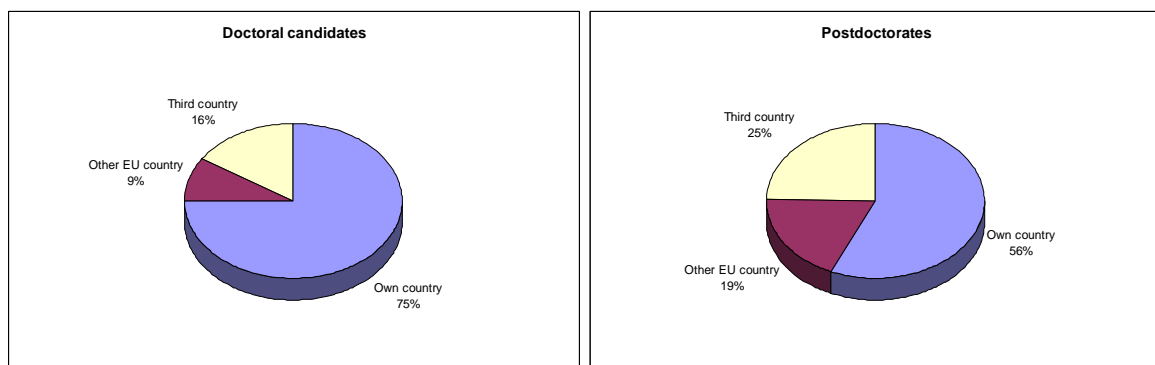 Doctoral candidates
Third country
16%
Other EU country
9%
Own country
75%
Postdoctorates
Third country
25%
Own country
56%
Other EU country
19%